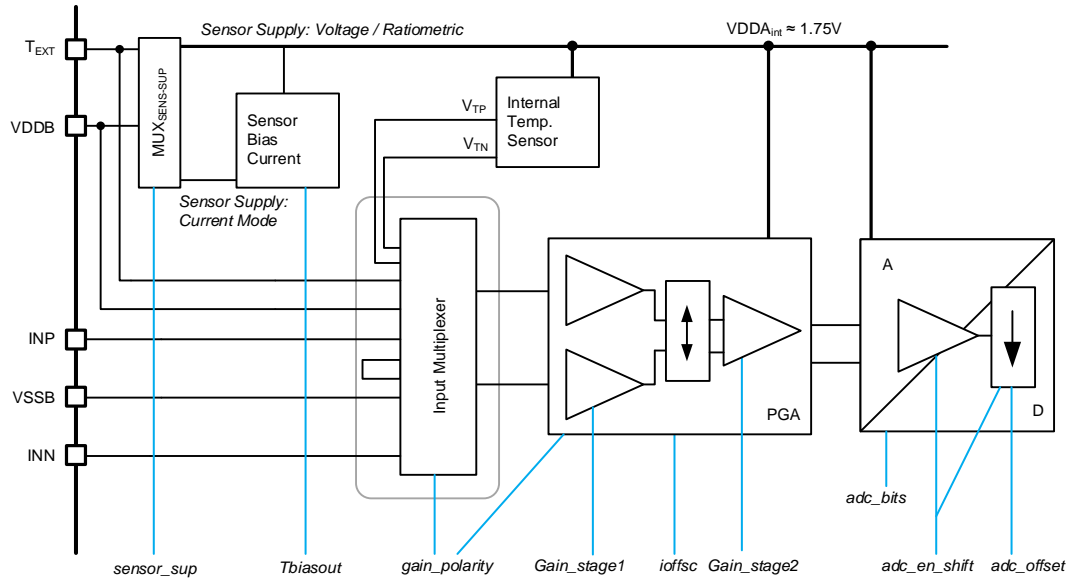 Sensor Supply: Voltage / Ratiometric
VDDAint ≈ 1.75V
TEXT
MUXSENS-SUP
Sensor
Bias
Current
VTP
VTN
Internal
Temp.
Sensor
VDDB
Sensor Supply:
Current Mode
Input Multiplexer
INP
VSSB
INN
PGA
A
D
adc_bits
sensor_sup
Tbiasout
gain_polarity
Gain_stage1
ioffsc
Gain_stage2
adc_en_shift
adc_offset